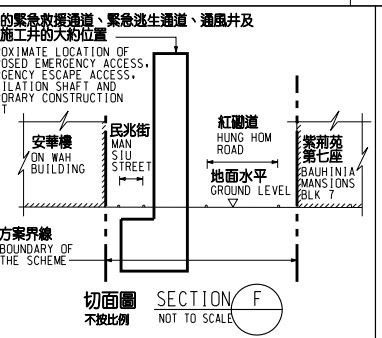 的緊急救援通道、緊急逃生通道、通風井及
施工井的大約位置
OXIMATE LOCATION OF
OSED EMERGENCY ACCESS,
GENCY ESCAPE ACCESS,
ILATION SHAFT AND
ORARY CONSTRUCTION
T
安華樓
ON WAH
BUILDING
民兆街
MAN
SIU
STREET
紅磡道
HUNG HOM
ROAD
地面水平
GROUND LEVEL
紫荊苑
第七座
BAUHINIA
MANSIONS
BLK 7
方案界線
BOUNDARY OF
THE SCHEME
切面圖 SECTION F
不按比例 NOT TO SCALE